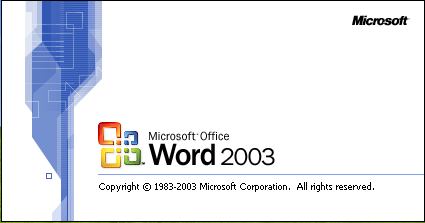 Microsoft
Microsoft® Office
Word 2003
Copyright © 1983-2003 Microsoft Corporation. All rights reserved.